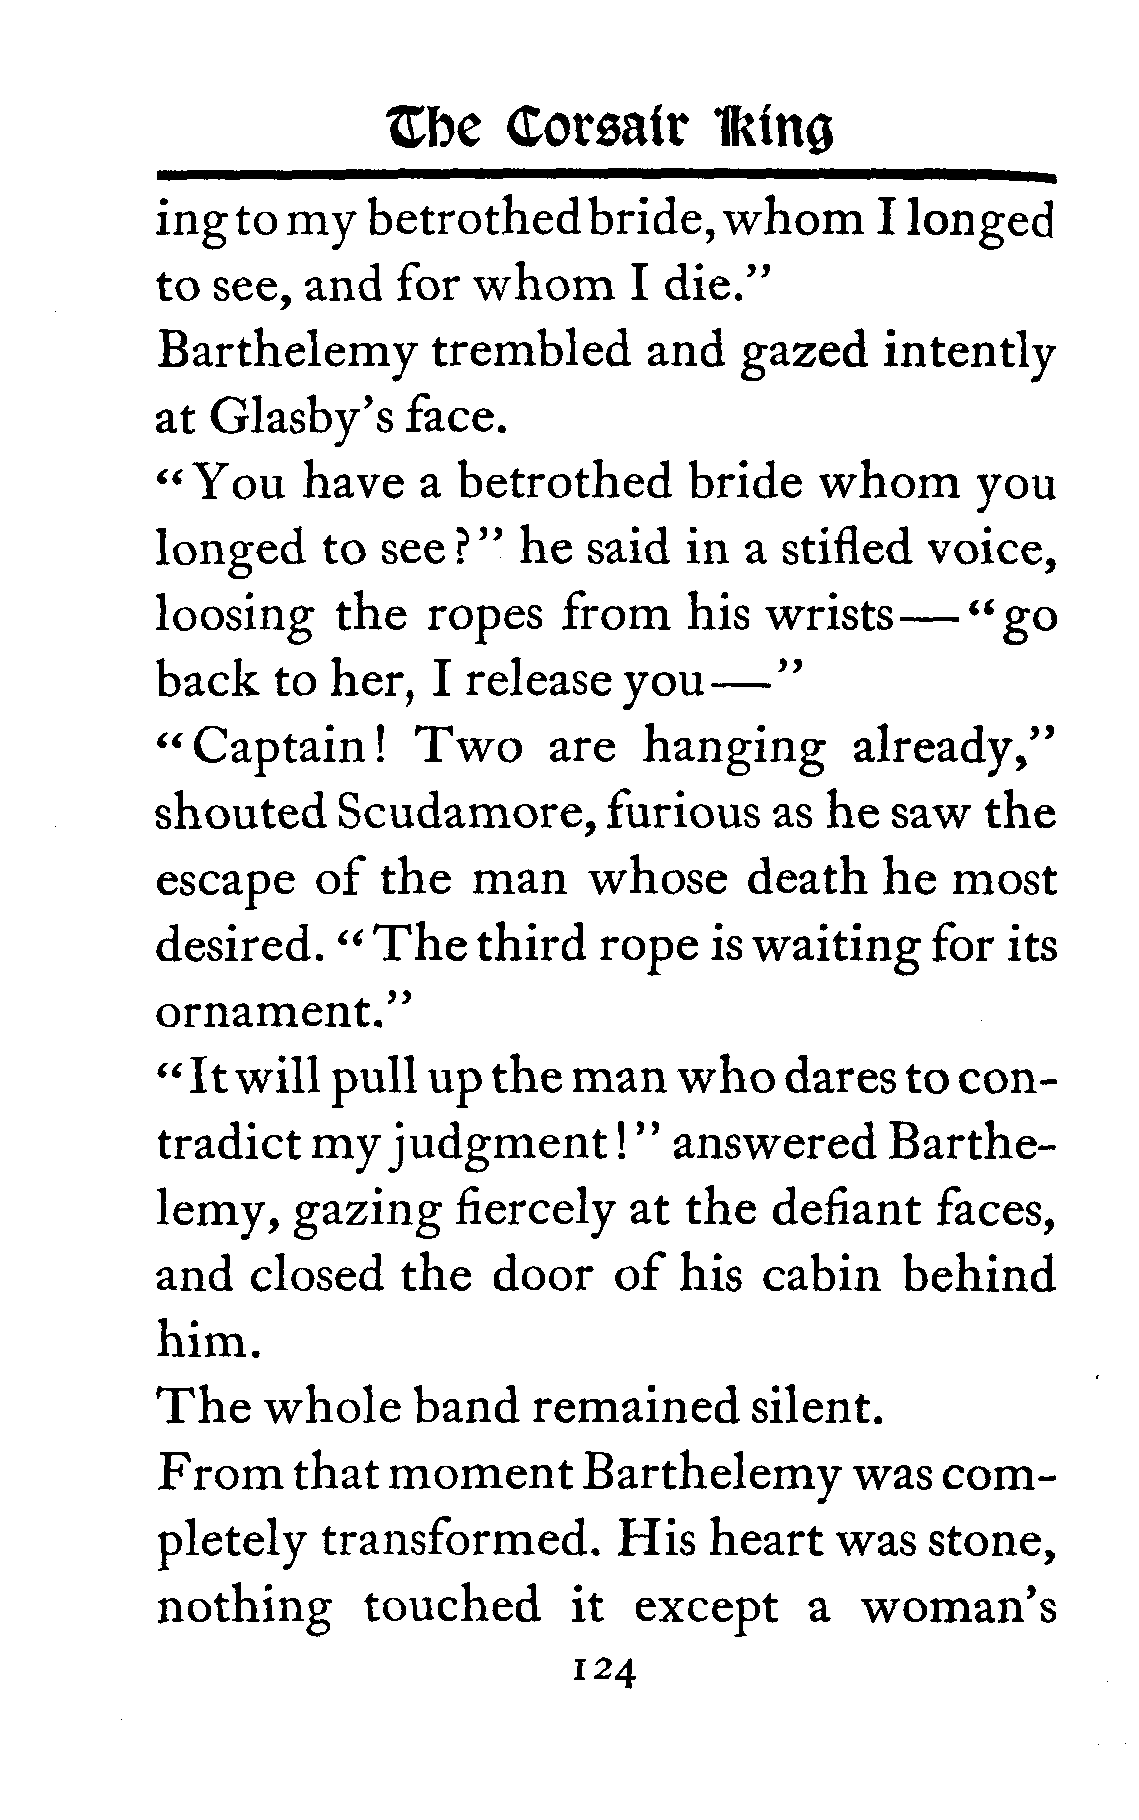 The Corsair King
ing to my betrothed bride, whom I longed
to see, and for whom I die."
Barthelemy trembled and gazed intently
at Glasby's face.
"You have a betrothed bride whom you
longed to see?" he said in a stifled voice,
loosing the ropes from his wrists—"go
back to her, I release you—"
"Captain! Two are hanging already,"
shouted Scudamore, furious as he saw the
escape of the man whose death he most
desired. "The third rope is waiting for its
ornament."
"It will pull up the man who dares to con-
tradict my judgment!" answered Barthe-
lemy, gazing fiercely at the defiant faces,
and closed the door of his cabin behind
him.
The whole band remained silent.
From that moment Barthelemy was com-
pletely transformed. His heart was stone,
nothing touched it except a woman's
124